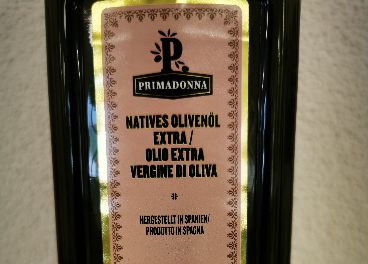 P
PRIMADONNA
NATIVES OLIVENÖL
EXTRA /
OLIO EXTRA
VERGINE DI OLIVA
HERGESTELLT IN SPANIEN/
PRODOTTO IN SPAGNA